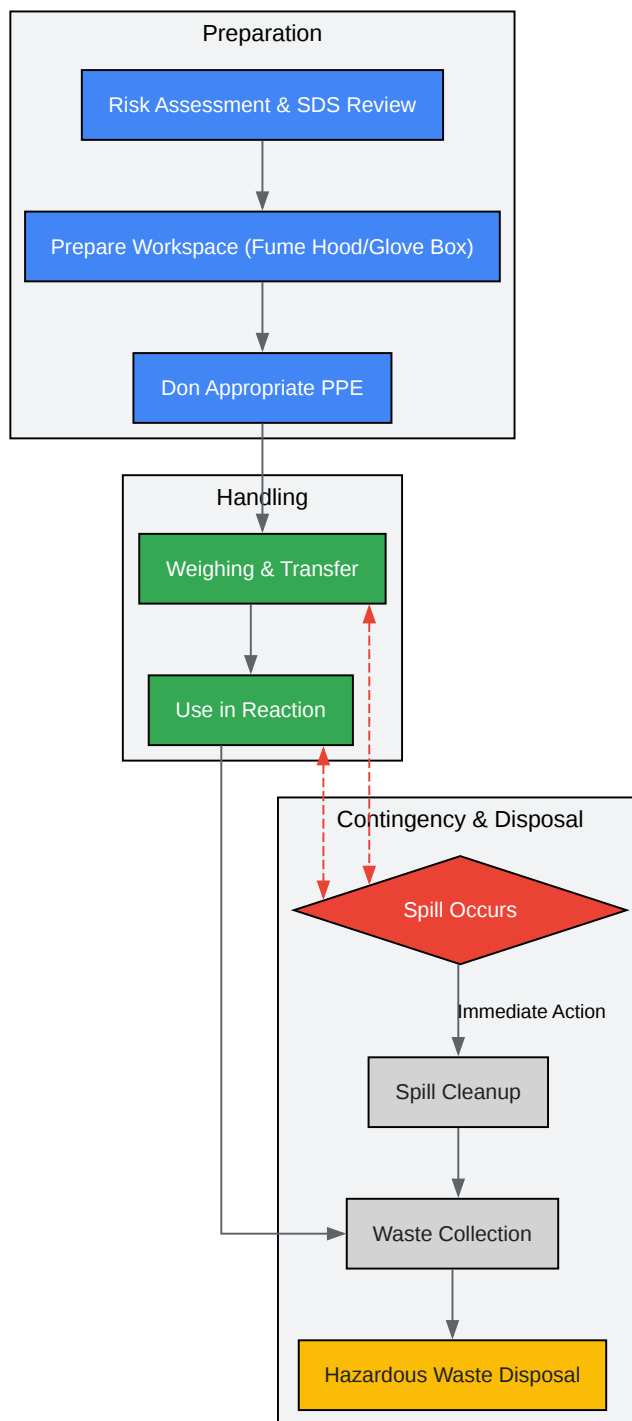 Preparation
Risk Assessment & SDS Review
Prepare Workspace (Fume Hood/Glove Box)
Don Appropriate PPE
Handling
Weighing & Transfer
Use in Reaction
Contingency & Disposal
Spill Occurs
Immediate Action
Spill Cleanup
Waste Collection
Hazardous Waste Disposal